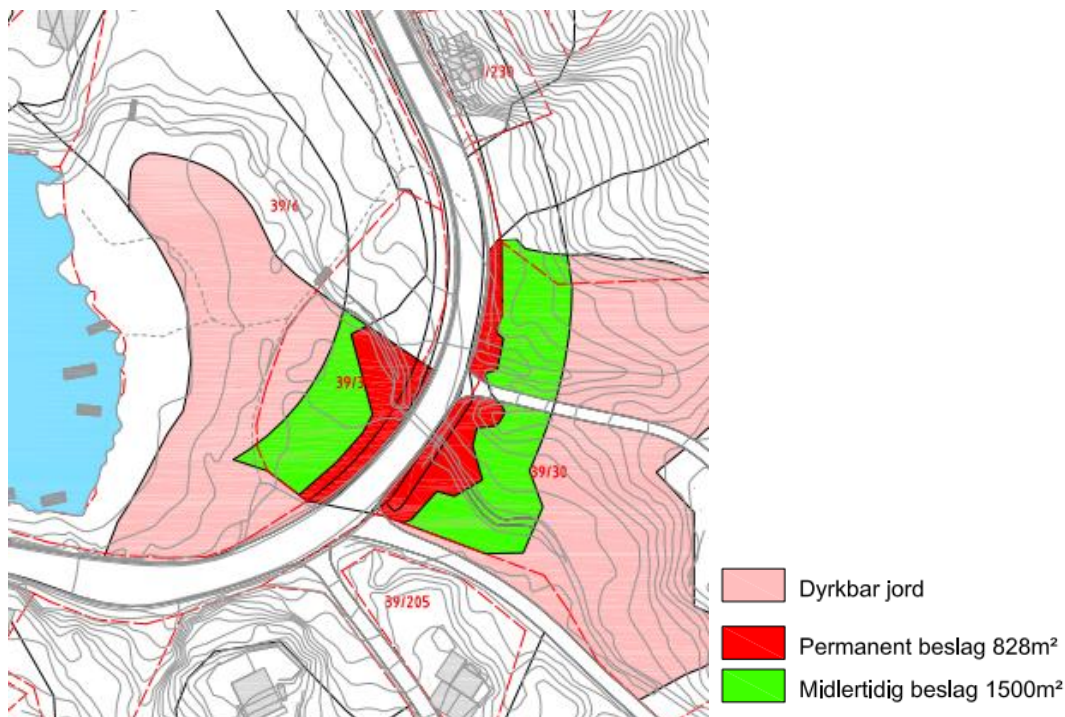 /230
39/6
39/3
39/30
39/205
Dyrkbar jord
Permanent beslag 828m²
Midlertidig beslag 1500m²